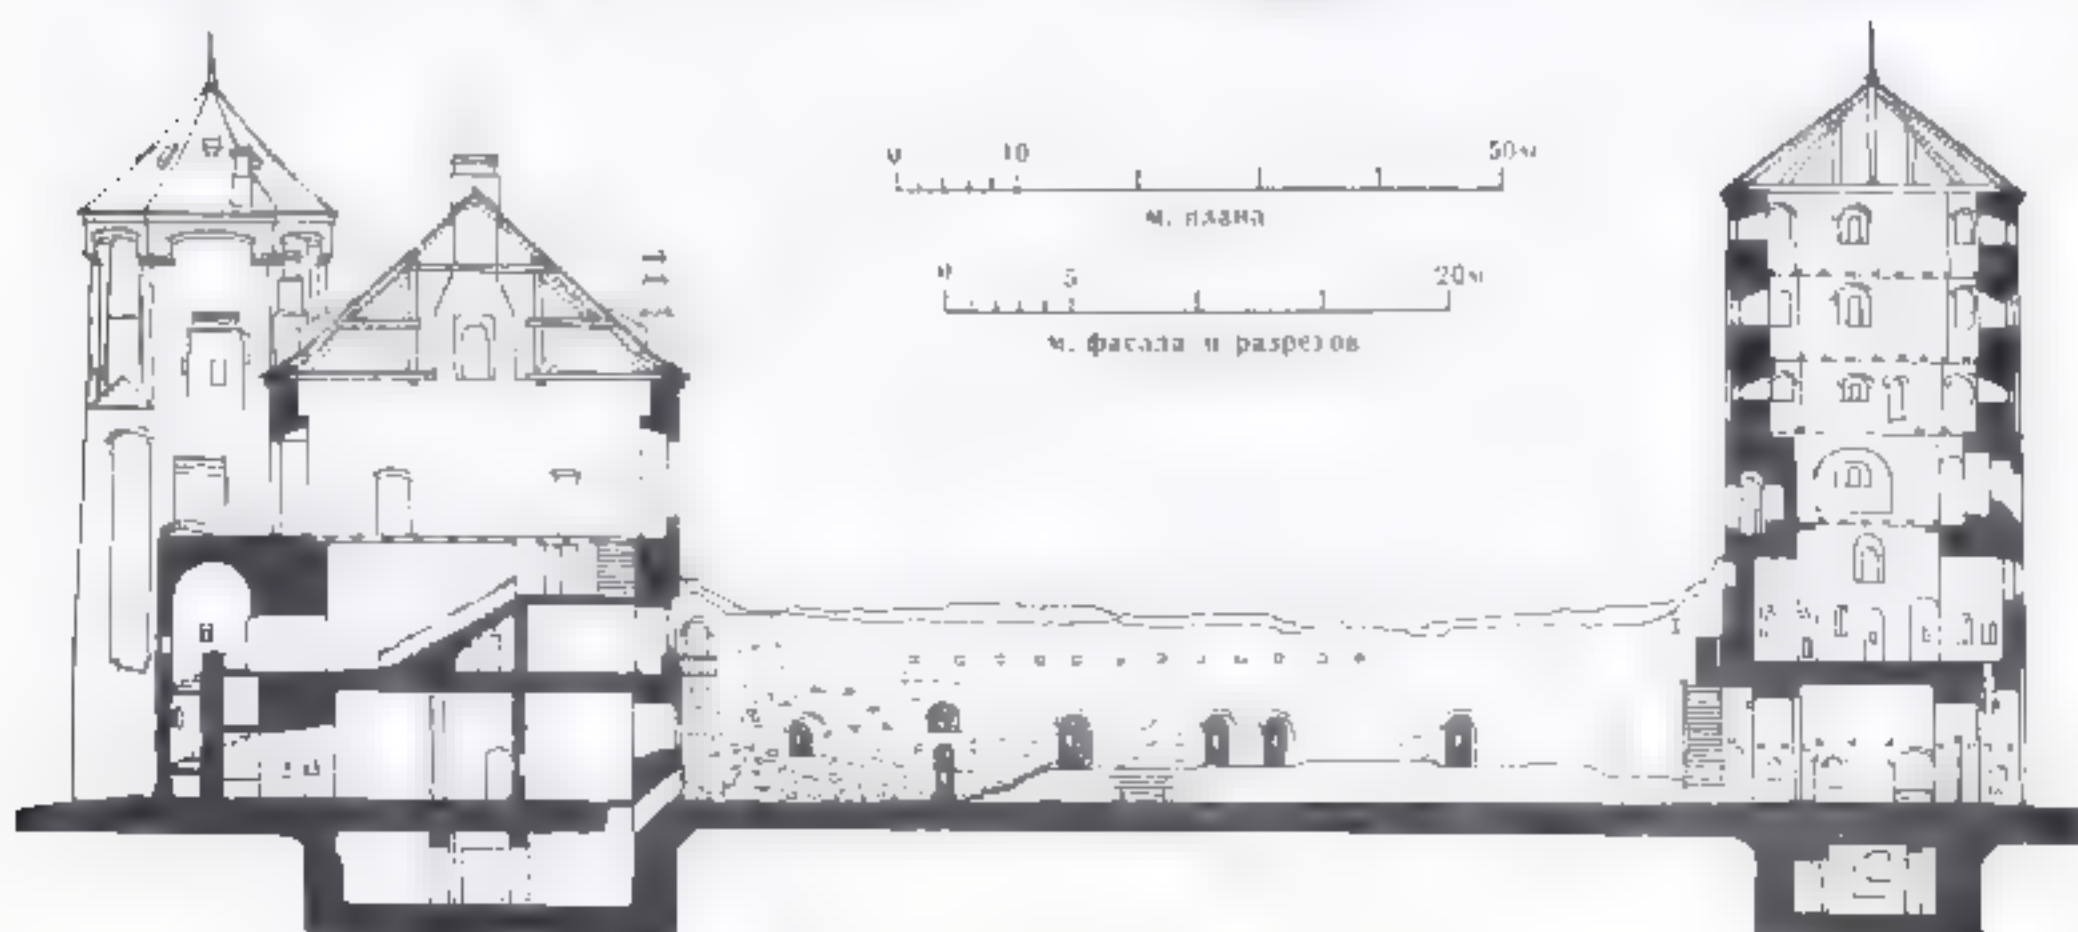 0 10 50м
м. плана
0 5 20м
м. фасада и разрезов